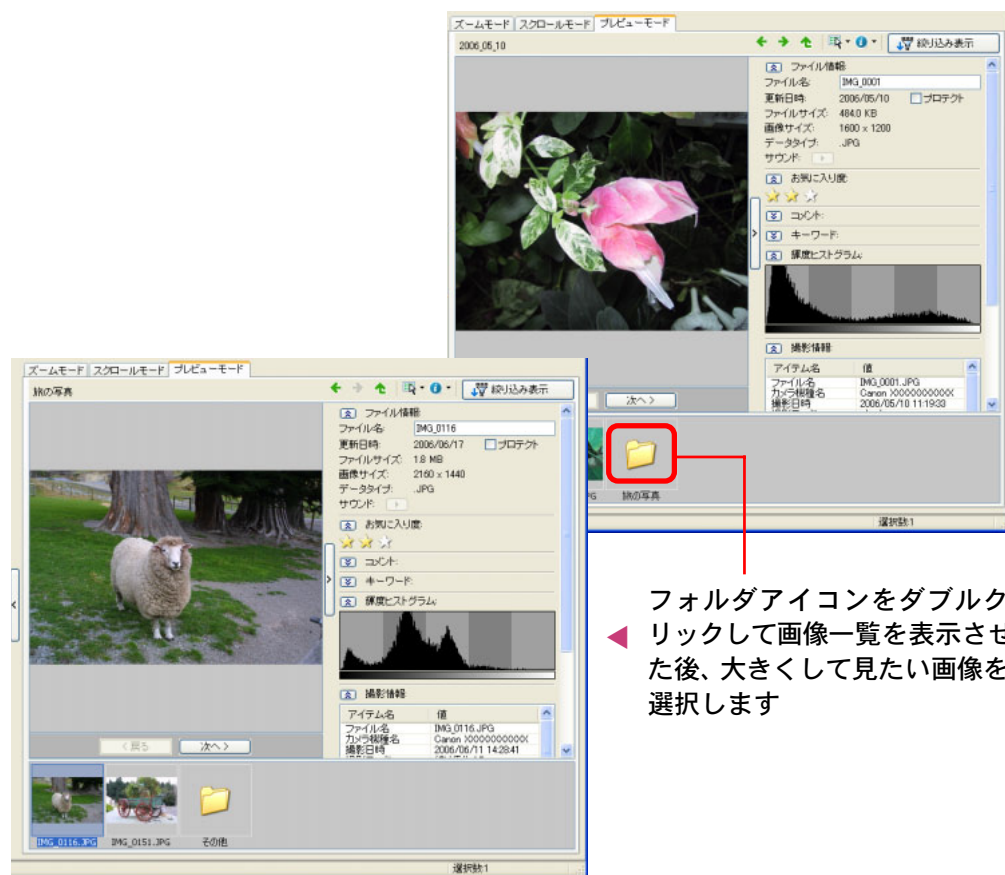 ズームモード スクロールモード プレビューモード
2006_05_10
絞り込み表示
ファイル情報:
ファイル名: IMG_0001
更新日時: 2006/05/10 プロテクト
ファイルサイズ: 484.0 KB
画像サイズ: 1600 x 1200
データタイプ: .JPG
サウンド:
お気に入り度:
コメント:
キーワード:
輝度ヒストグラム:
撮影情報:
アイテム名 値
ファイル名 IMG_0001.JPG
カメラ機種名 Canon XXXXXXXXXXX
撮影日時 2006/05/10 11:19:33
次へ >
PG
旅の写真
選択数:1
ズームモード スクロールモード プレビューモード
旅の写真
絞り込み表示
ファイル情報:
ファイル名: IMG_0116
更新日時: 2006/06/17 プロテクト
ファイルサイズ: 1.8 MB
画像サイズ: 2160 x 1440
データタイプ: .JPG
サウンド:
お気に入り度:
コメント:
キーワード:
輝度ヒストグラム:
撮影情報:
アイテム名 値
ファイル名 IMG_0116.JPG
カメラ機種名 Canon XXXXXXXXXXX
撮影日時 2006/06/11 14:28:41
< 戻る 次へ >
IMG_0116.JPG IMG_0151.JPG その他
選択数:1
フォルダアイコンをダブルク
リックして画像一覧を表示させ
た後、大きくして見たい画像を
選択します